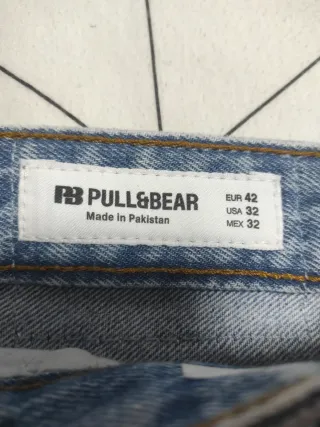 PB PULL&BEAR
Made in Pakistan
EUR 42
USA 32
MEX 32